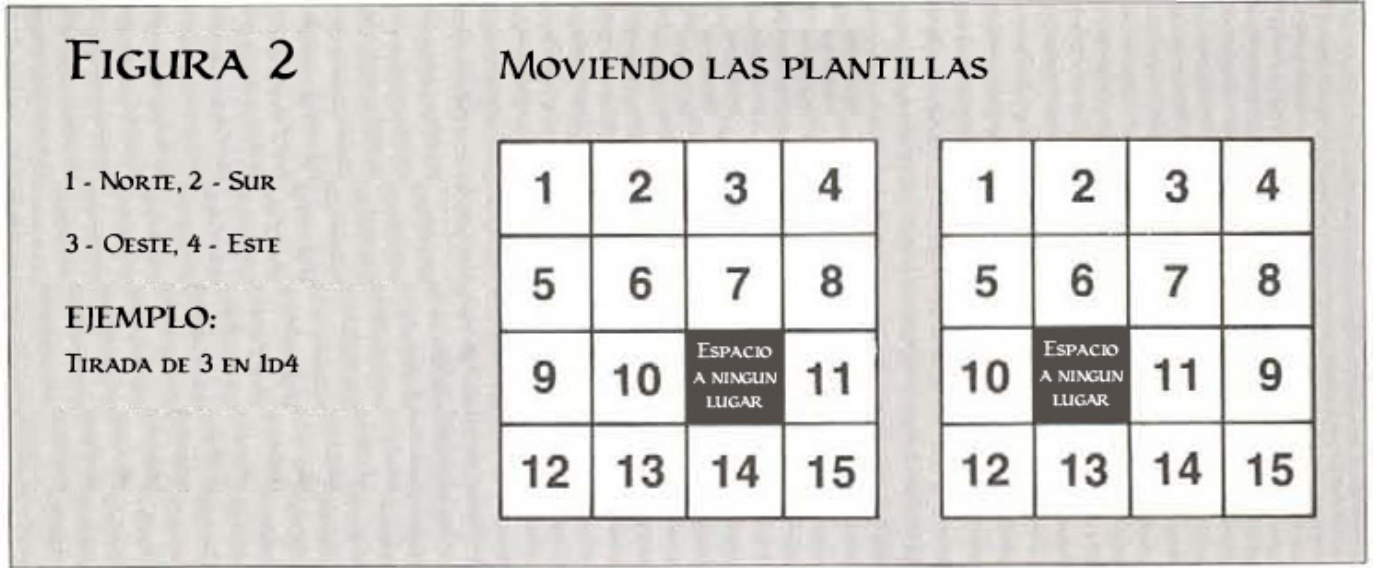 Figura 2
Moviendo las plantillas
1 - Norte, 2 - Sur
3 - Oeste, 4 - Este
EJEMPLO:
Tirada de 3 en 1d4
1 2 3 4
5 6 7 8
9 10 Espacio a ningun lugar 11
12 13 14 15
1 2 3 4
5 6 7 8
10 Espacio a ningun lugar 11 9
12 13 14 15